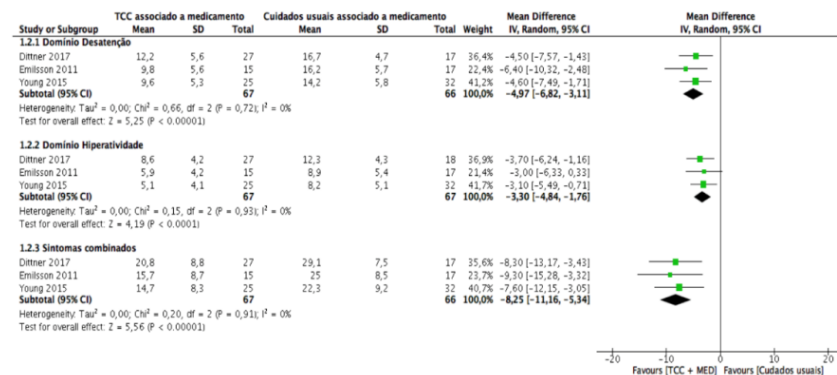 TCC associado a medicamento Cuidados usuais associado a medicamento Mean Difference Mean Difference
Study or Subgroup Mean SD Total Mean SD Total Weight IV, Random, 95% CI IV, Random, 95% CI
1.2.1 Domínio Desatenção
Dittner 2017 12,2 5,6 27 16,7 4,7 17 36,4% -4,50 [-7,57, -1,43]
Emilsson 2011 9,8 5,6 15 16,2 5,7 17 22,4% -6,40 [-10,32, -2,48]
Young 2015 9,6 5,3 25 14,2 5,8 32 41,2% -4,60 [-7,49, -1,71]
Subtotal (95% CI) 67 66 100,0% -4,97 [-6,82, -3,11]
Heterogeneity: Tau² = 0,00; Chi² = 0,66, df = 2 (P = 0,72); I² = 0%
Test for overall effect: Z = 5,25 (P < 0.00001)
1.2.2 Domínio Hiperatividade
Dittner 2017 8,6 4,2 27 12,3 4,3 18 36,9% -3,70 [-6,24, -1,16]
Emilsson 2011 5,9 4,2 15 8,9 5,4 17 21,4% -3,00 [-6,33, 0,33]
Young 2015 5,1 4,1 25 8,2 5,1 32 41,7% -3,10 [-5,49, -0,71]
Subtotal (95% CI) 67 67 100,0% -3,30 [-4,84, -1,76]
Heterogeneity: Tau² = 0,00; Chi² = 0,15, df = 2 (P = 0,93); I² = 0%
Test for overall effect: Z = 4,19 (P < 0.0001)
1.2.3 Sintomas combinados
Dittner 2017 20,8 8,8 27 29,1 7,5 17 35,6% -8,30 [-13,17, -3,43]
Emilsson 2011 15,7 8,7 15 25 8,5 17 23,7% -9,30 [-15,28, -3,32]
Young 2015 14,7 8,3 25 22,3 9,2 32 40,7% -7,60 [-12,15, -3,05]
Subtotal (95% CI) 67 66 100,0% -8,25 [-11,16, -5,34]
Heterogeneity: Tau² = 0,00; Chi² = 0,20, df = 2 (P = 0,91); I² = 0%
Test for overall effect: Z = 5,56 (P < 0.00001)
-20 -10 0 10 20
Favours [TCC + MED] Favours [Cuidados usuais]